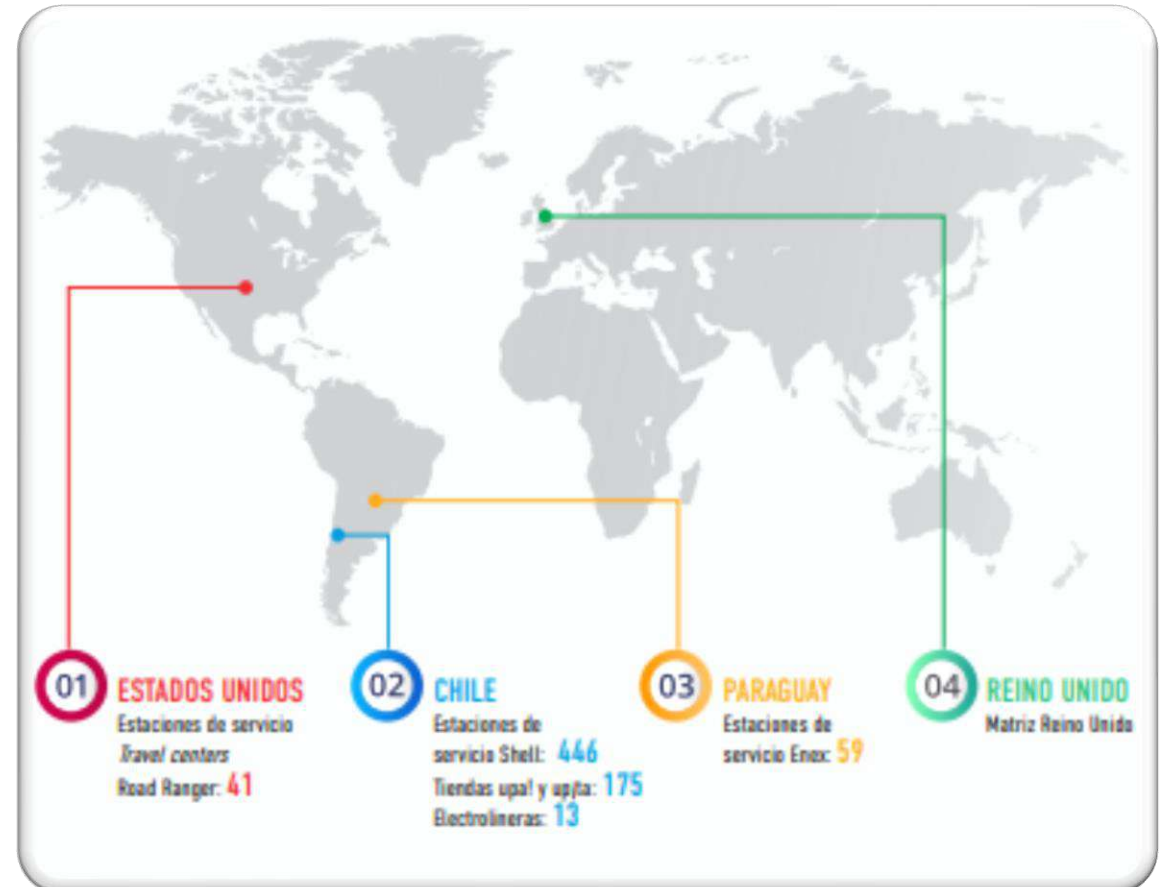 01
ESTADOS UNIDOS
Estaciones de servicio
Travel centers
Road Ranger: 41
02
CHILE
Estaciones de
servicio Shell: 446
Tiendas upa! y upita: 175
Electrolineras: 13
03
PARAGUAY
Estaciones de
servicio Enex: 59
04
REINO UNIDO
Matriz Reino Unido